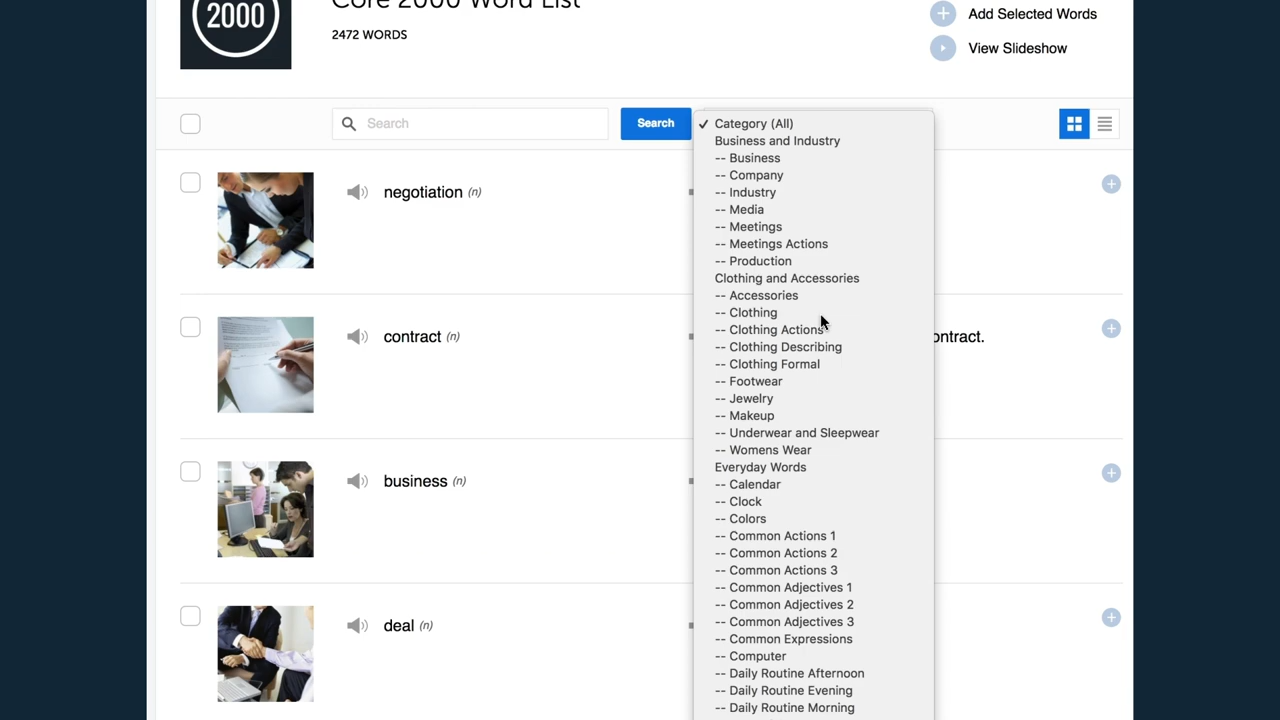 Core 2000 Word List
2000
2472 WORDS
Add Selected Words
View Slideshow
Search
Search
✓ Category (All)
Business and Industry
-- Business
-- Company
-- Industry
-- Media
-- Meetings
-- Meetings Actions
-- Production
Clothing and Accessories
-- Accessories
-- Clothing
-- Clothing Actions
-- Clothing Describing
-- Clothing Formal
-- Footwear
-- Jewelry
-- Makeup
-- Underwear and Sleepwear
-- Womens Wear
Everyday Words
-- Calendar
-- Clock
-- Colors
-- Common Actions 1
-- Common Actions 2
-- Common Actions 3
-- Common Adjectives 1
-- Common Adjectives 2
-- Common Adjectives 3
-- Common Expressions
-- Computer
-- Daily Routine Afternoon
-- Daily Routine Evening
-- Daily Routine Morning
negotiation (n)
contract (n)
ontract.
business (n)
deal (n)